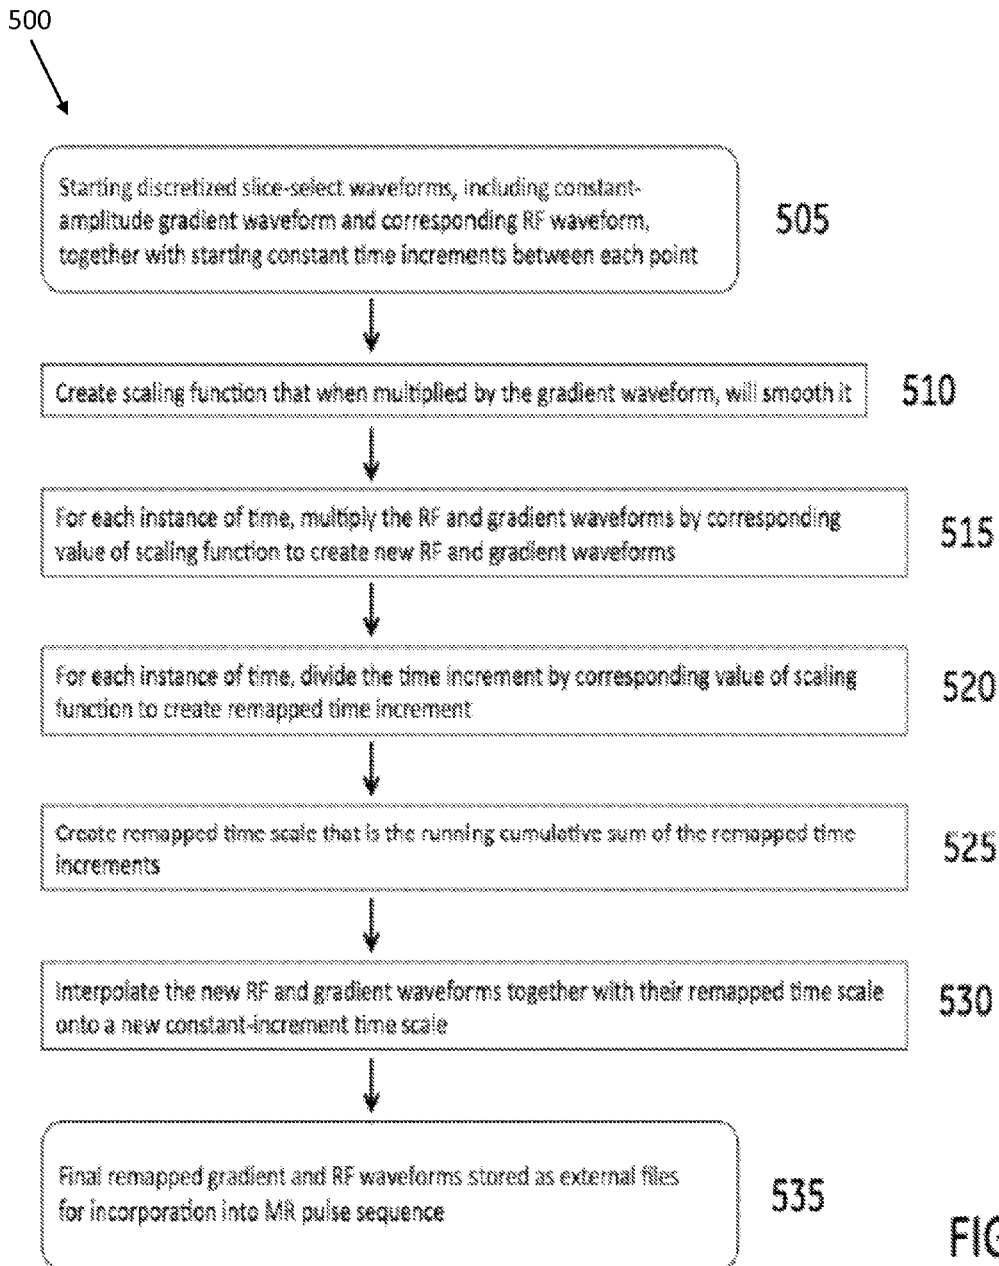 500
Starting discretized slice-select waveforms, including constant-
amplitude gradient waveform and corresponding RF waveform,
together with starting constant time increments between each point
505
Create scaling function that when multiplied by the gradient waveform, will smooth it
510
For each instance of time, multiply the RF and gradient waveforms by corresponding
value of scaling function to create new RF and gradient waveforms
515
For each instance of time, divide the time increment by corresponding value of scaling
function to create remapped time increment
520
Create remapped time scale that is the running cumulative sum of the remapped time
increments
525
Interpolate the new RF and gradient waveforms together with their remapped time scale
onto a new constant-increment time scale
530
Final remapped gradient and RF waveforms stored as external files
for incorporation into MR pulse sequence
535
FIG